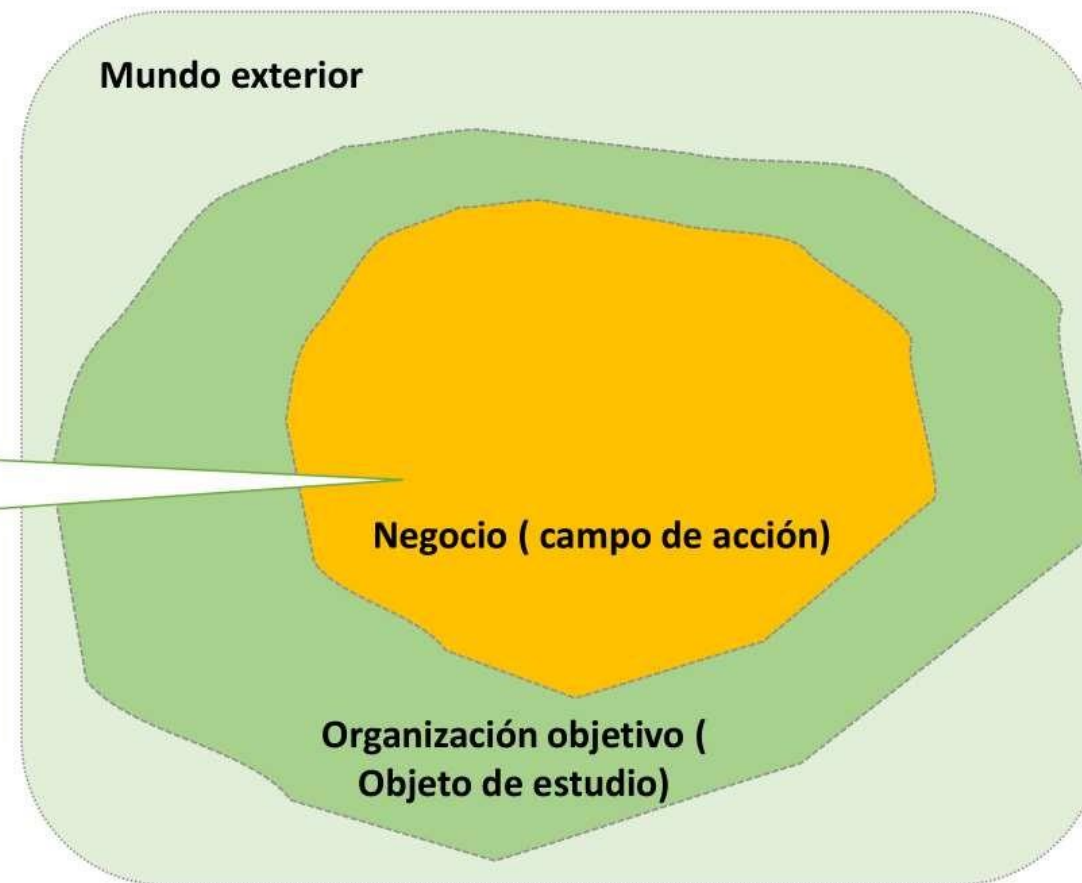 Mundo exterior
Negocio ( campo de acción)
Organización objetivo (
Objeto de estudio)